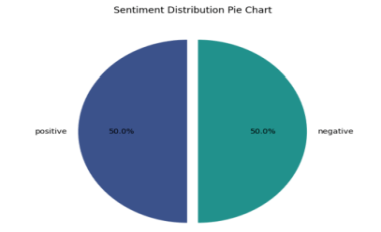 Sentiment Distribution Pie Chart
positive 50.0% 50.0% negative